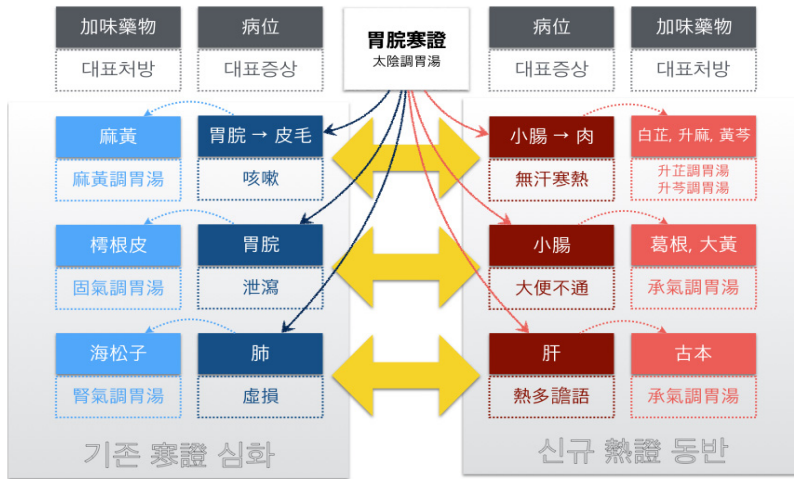 加味藥物
病位
胃脘寒證
太陰調胃湯
病位
加味藥物
대표처방
대표증상
대표증상
대표처방
麻黃
胃脘 → 皮毛
小腸 → 肉
白芷, 升麻, 黃芩
麻黃調胃湯
咳嗽
無汗寒熱
升芷調胃湯
升芩調胃湯
樗根皮
胃脘
小腸
葛根, 大黃
固氣調胃湯
泄瀉
大便不通
承氣調胃湯
海松子
肺
肝
古本
腎氣調胃湯
虛損
熱多譫語
承氣調胃湯
기존 寒證 심화
신규 熱證 동반